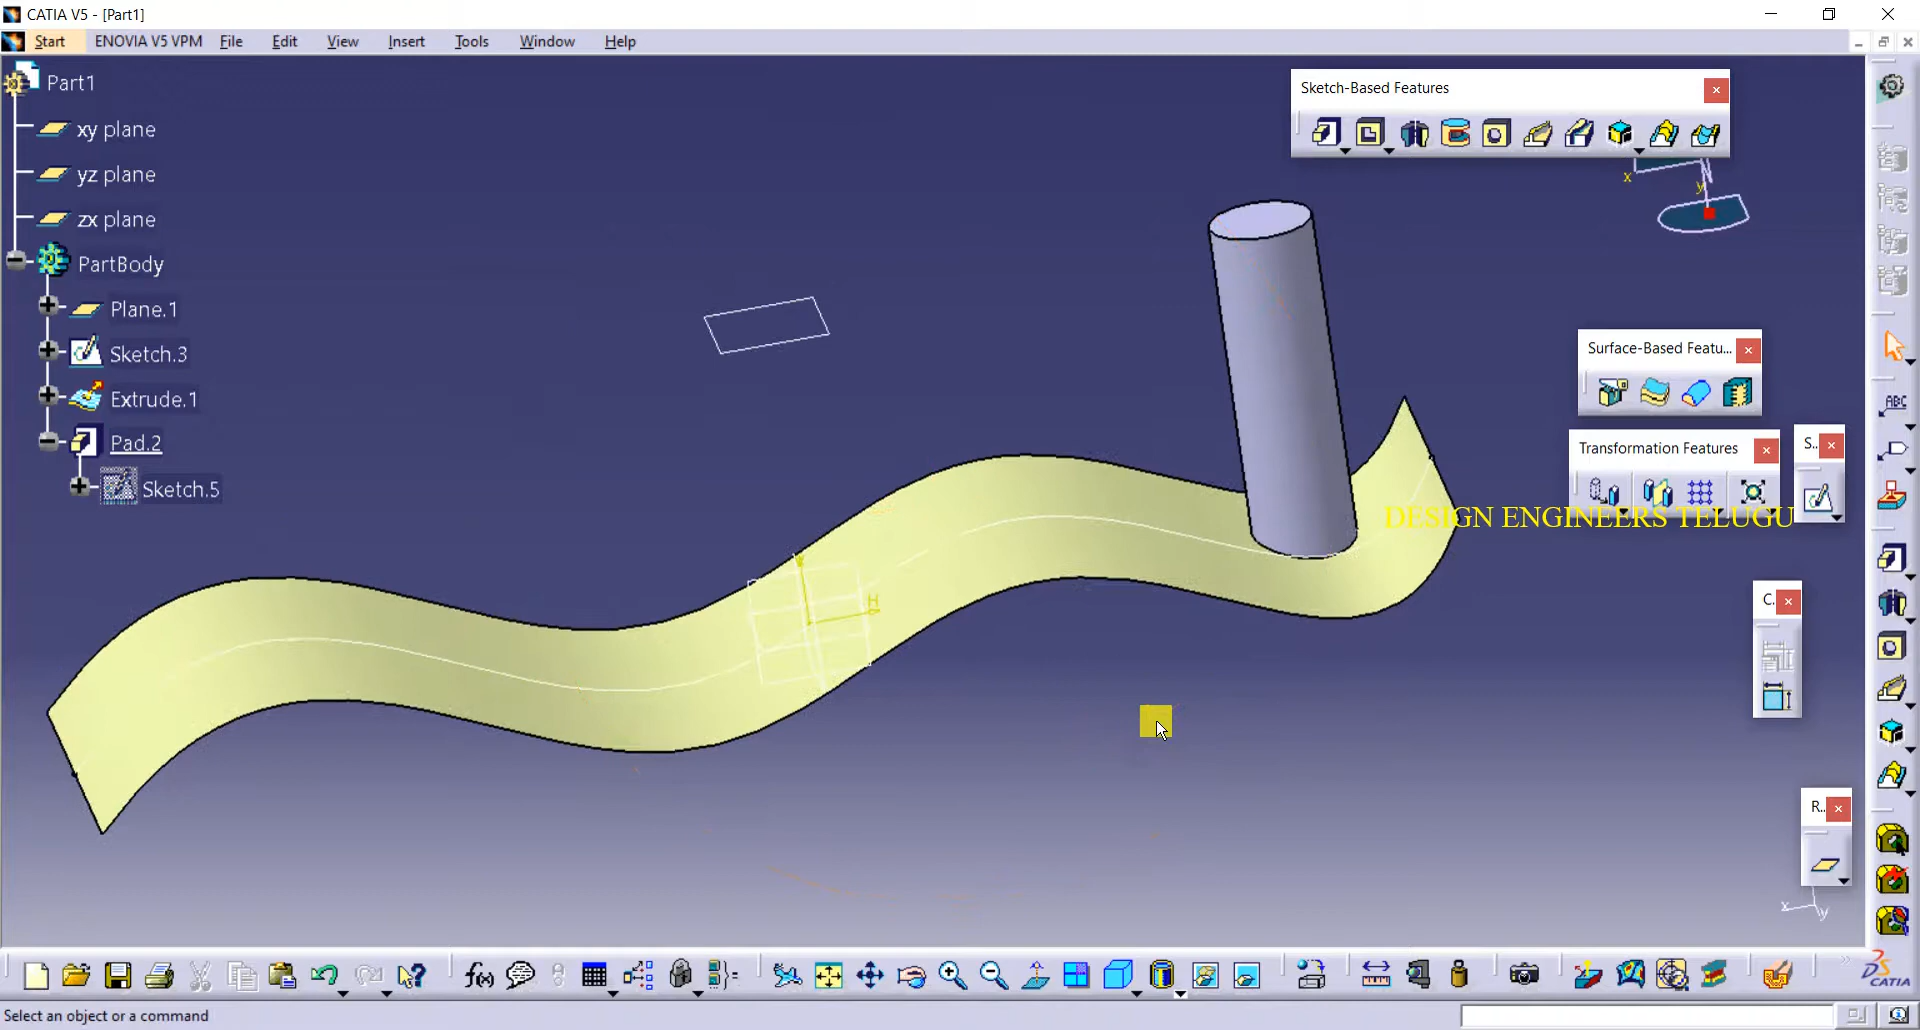 CATIA V5 - [Part1]
Start ENOVIA V5 VPM File Edit View Insert Tools Window Help
Part1
xy plane
yz plane
zx plane
PartBody
Plane.1
Sketch.3
Extrude.1
Pad.2
Sketch.5
Sketch-Based Features
x
y
Surface-Based Featu...
Transformation Features
S..
DESIGN ENGINEERS TELUGU
H
C.
R..
x
y
ABC
f(x)
CATIA
Select an object or a command